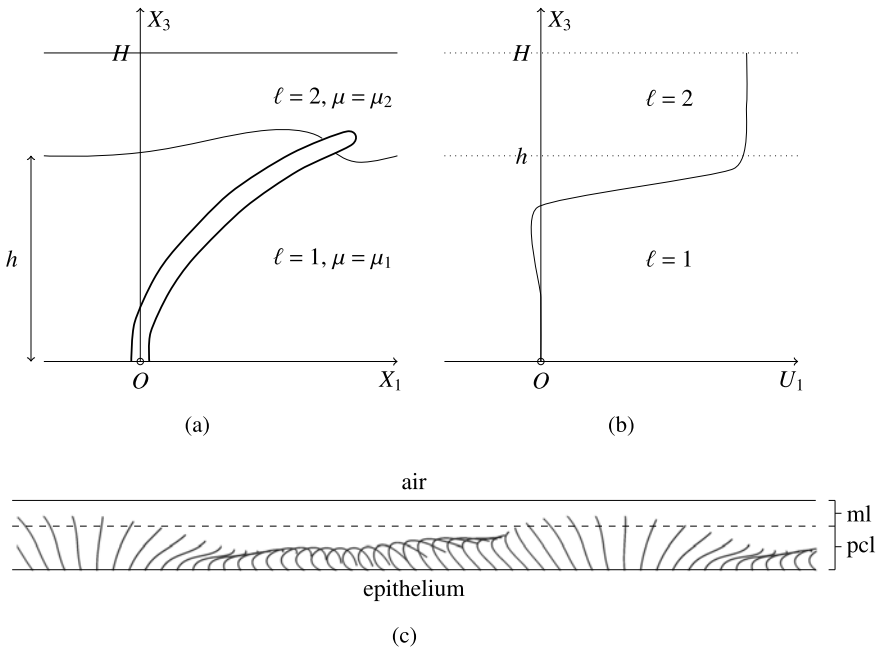 X₃
H
ℓ = 2, μ = μ₂
h
ℓ = 1, μ = μ₁
O
X₁
(a)
X₃
H
ℓ = 2
h
ℓ = 1
O
U₁
(b)
air
ml
pcl
epithelium
(c)